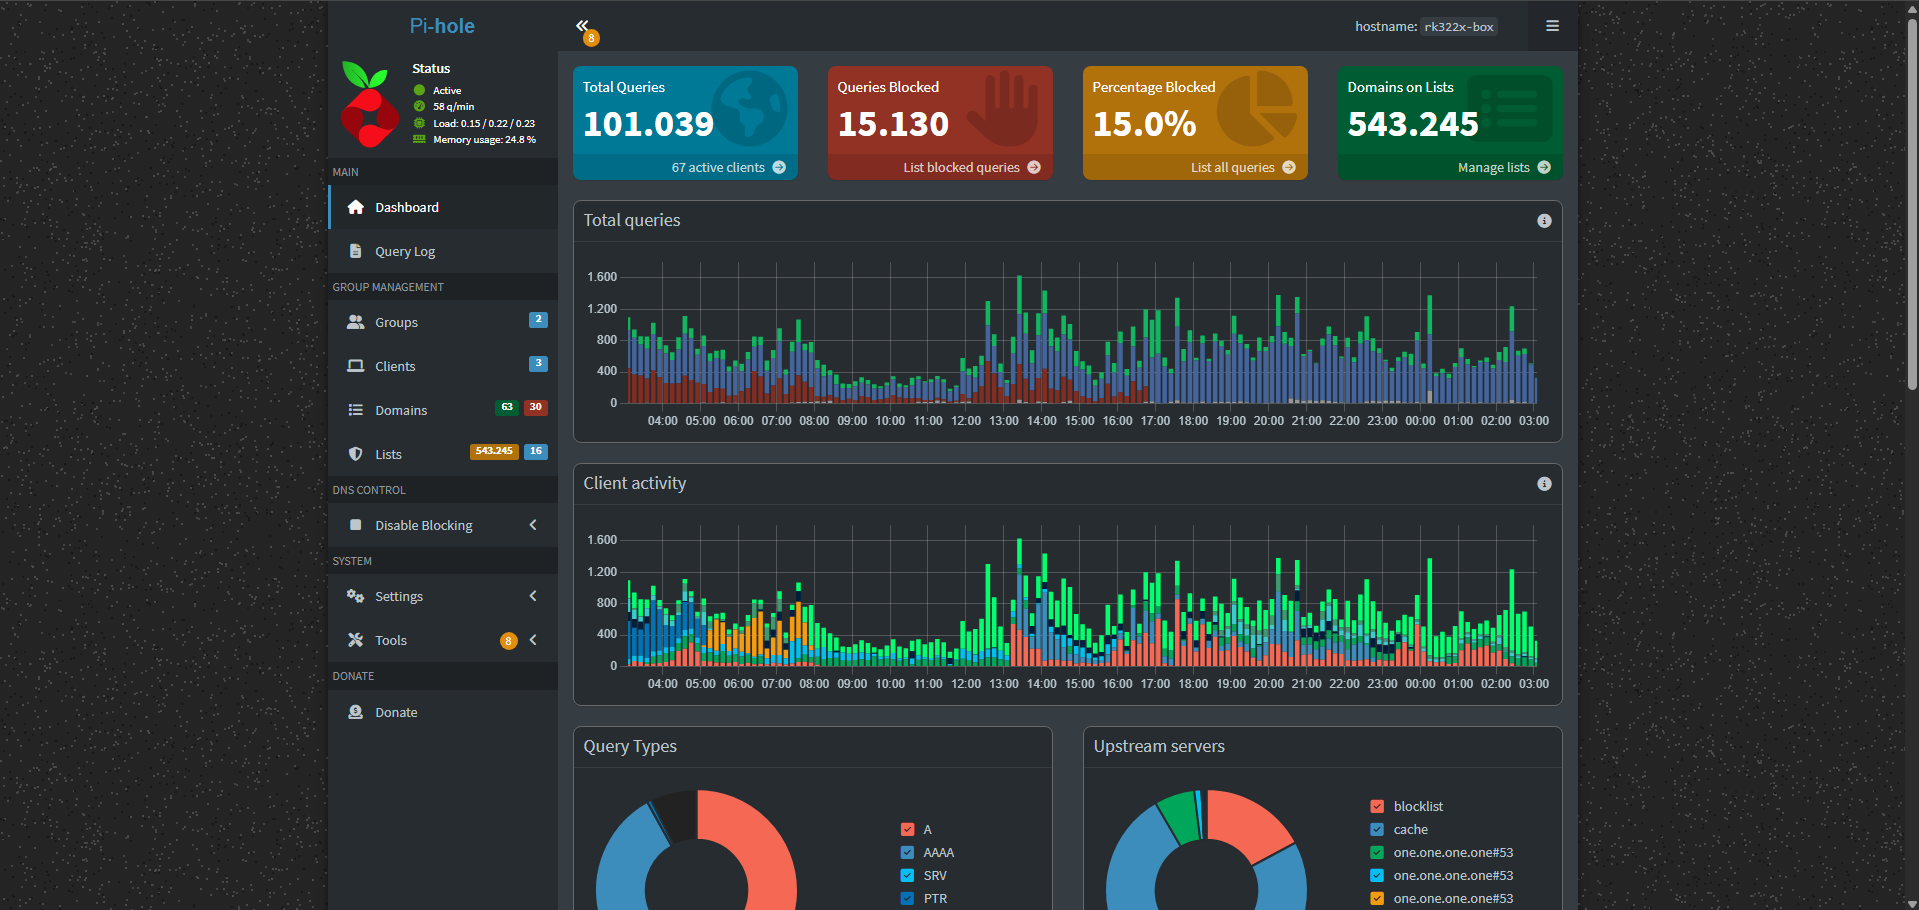 Pi-hole
8
hostname: rk322x-box
Status
Active
58 q/min
Load: 0.15 / 0.22 / 0.23
Memory usage: 24.8 %
MAIN
Dashboard
Query Log
GROUP MANAGEMENT
Groups 2
Clients 3
Domains 63 30
Lists 543.245 16
DNS CONTROL
Disable Blocking
SYSTEM
Settings
Tools 8
DONATE
Donate
Total Queries
101.039
67 active clients
Queries Blocked
15.130
List blocked queries
Percentage Blocked
15.0%
List all queries
Domains on Lists
543.245
Manage lists
Total queries
1.600
1.200
800
400
0
04:00 05:00 06:00 07:00 08:00 09:00 10:00 11:00 12:00 13:00 14:00 15:00 16:00 17:00 18:00 19:00 20:00 21:00 22:00 23:00 00:00 01:00 02:00 03:00
Client activity
1.600
1.200
800
400
0
04:00 05:00 06:00 07:00 08:00 09:00 10:00 11:00 12:00 13:00 14:00 15:00 16:00 17:00 18:00 19:00 20:00 21:00 22:00 23:00 00:00 01:00 02:00 03:00
Query Types
A
AAAA
SRV
PTR
Upstream servers
blocklist
cache
one.one.one.one#53
one.one.one.one#53
one.one.one.one#53